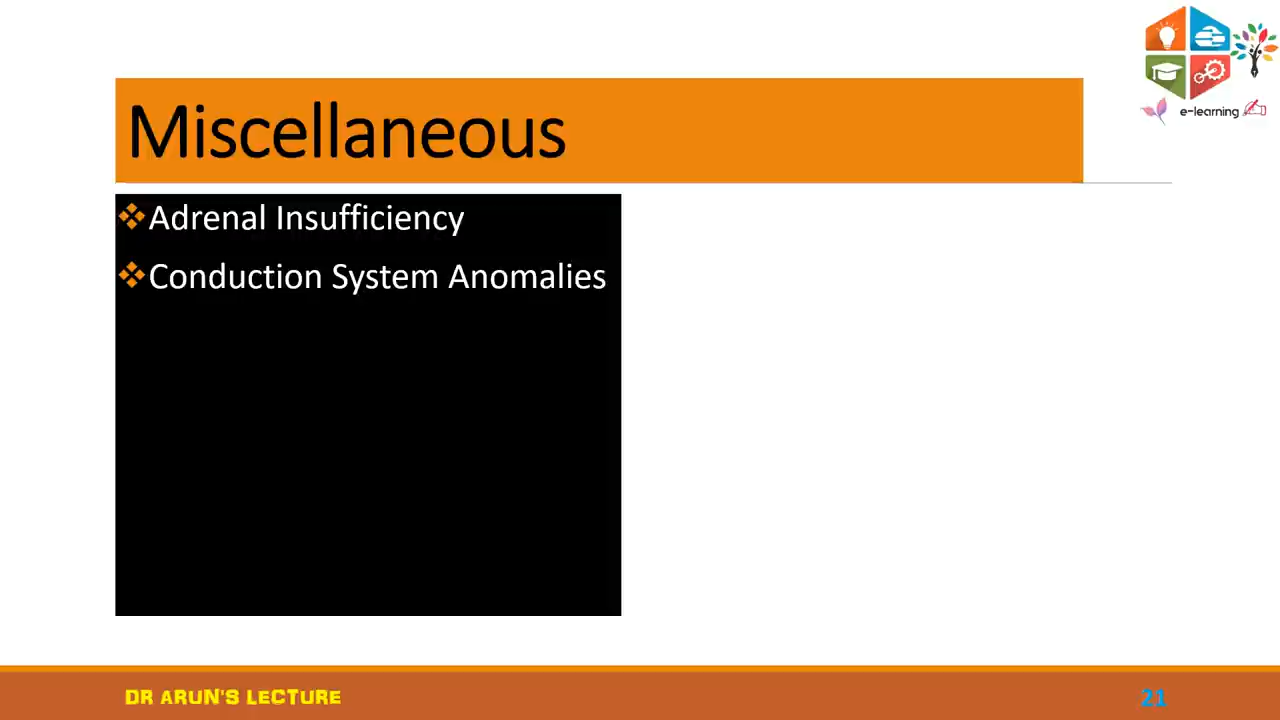 e-learning
Miscellaneous
❖Adrenal Insufficiency
❖Conduction System Anomalies
DR ARUN'S LECTURE
21